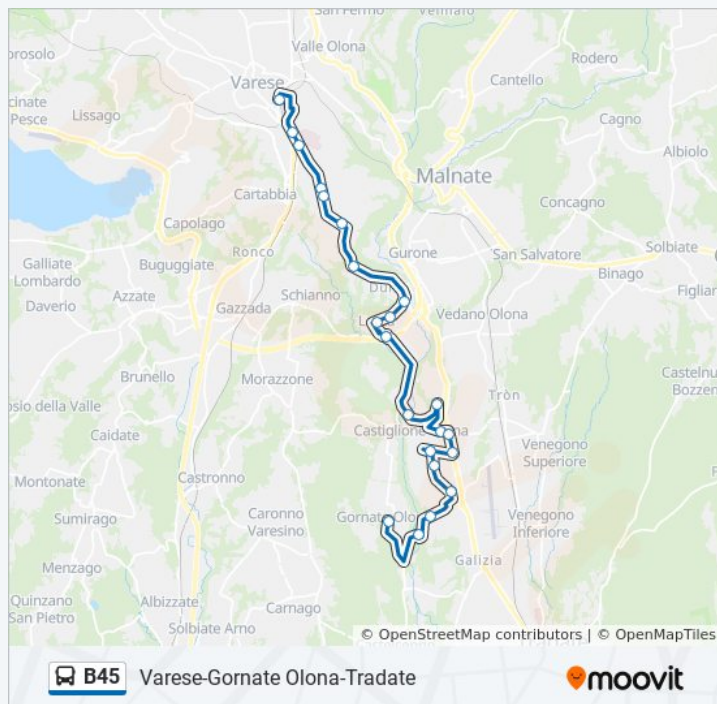 San Fermo
Velmaio
Valle Olona
Rodero
Varese
Cantello
Lissago
Cagno
Malnate
Albiolo
Cartabbia
Concagno
Capolago
Gurone
San Salvatore
Solbiate
Ronco
Binago
Galliate
Lombardo
Buguggiate
Schianno
Daverio
Azzate
Gazzada
Vedano Olona
Brunello
Morazzone
Tròn
Caidate
Castiglione
Venegono
Superiore
Montonate
Castronno
Gornate Olo
Caronno
Varesino
Venegono
Inferiore
Sumirago
Galizia
Menzago
Quinzano
San Pietro
Albizzate
Carnago
Solbiate Arno
© OpenStreetMap contributors | © OpenMapTiles
B45 Varese-Gornate Olona-Tradate
moovit